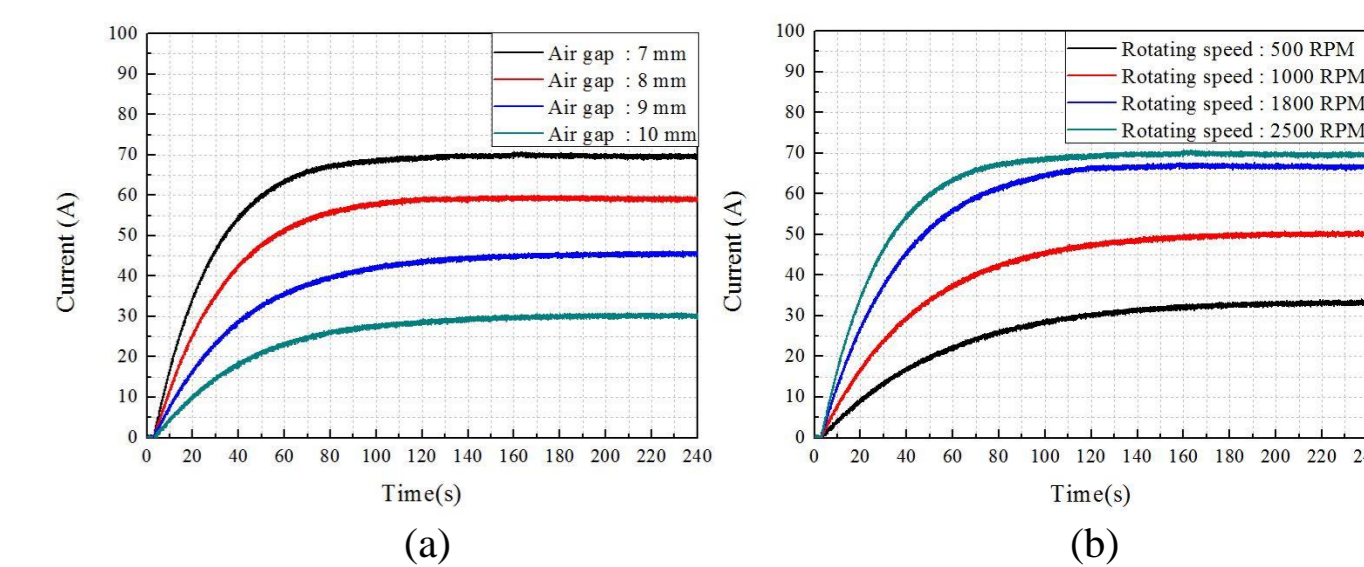 100
90
80
70
60
50
40
30
20
10
0
Current (A)
Air gap : 7 mm
Air gap : 8 mm
Air gap : 9 mm
Air gap : 10 mm
0 20 40 60 80 100 120 140 160 180 200 220 240
Time(s)
(a)
100
90
80
70
60
50
40
30
20
10
0
Current (A)
Rotating speed : 500 RPM
Rotating speed : 1000 RPM
Rotating speed : 1800 RPM
Rotating speed : 2500 RPM
0 20 40 60 80 100 120 140 160 180 200 220
Time(s)
(b)